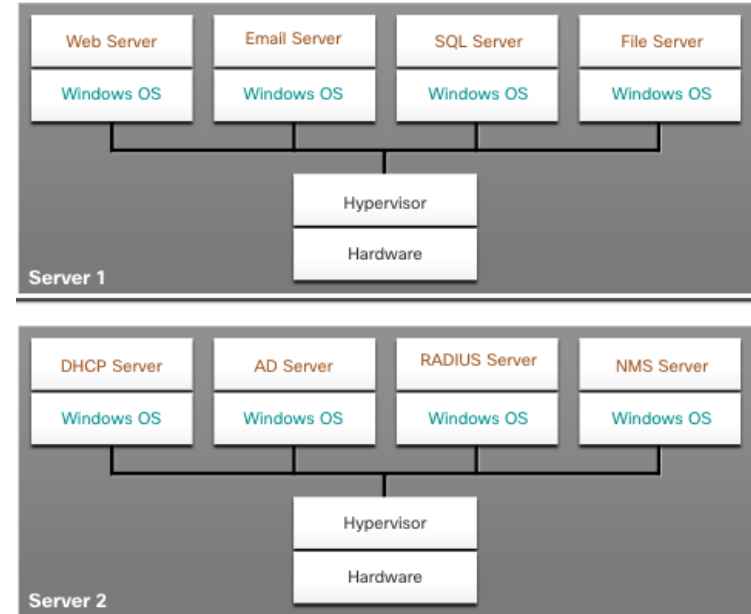 Web Server
Email Server
SQL Server
File Server
Windows OS
Windows OS
Windows OS
Windows OS
Hypervisor
Hardware
Server 1
DHCP Server
AD Server
RADIUS Server
NMS Server
Windows OS
Windows OS
Windows OS
Windows OS
Hypervisor
Hardware
Server 2